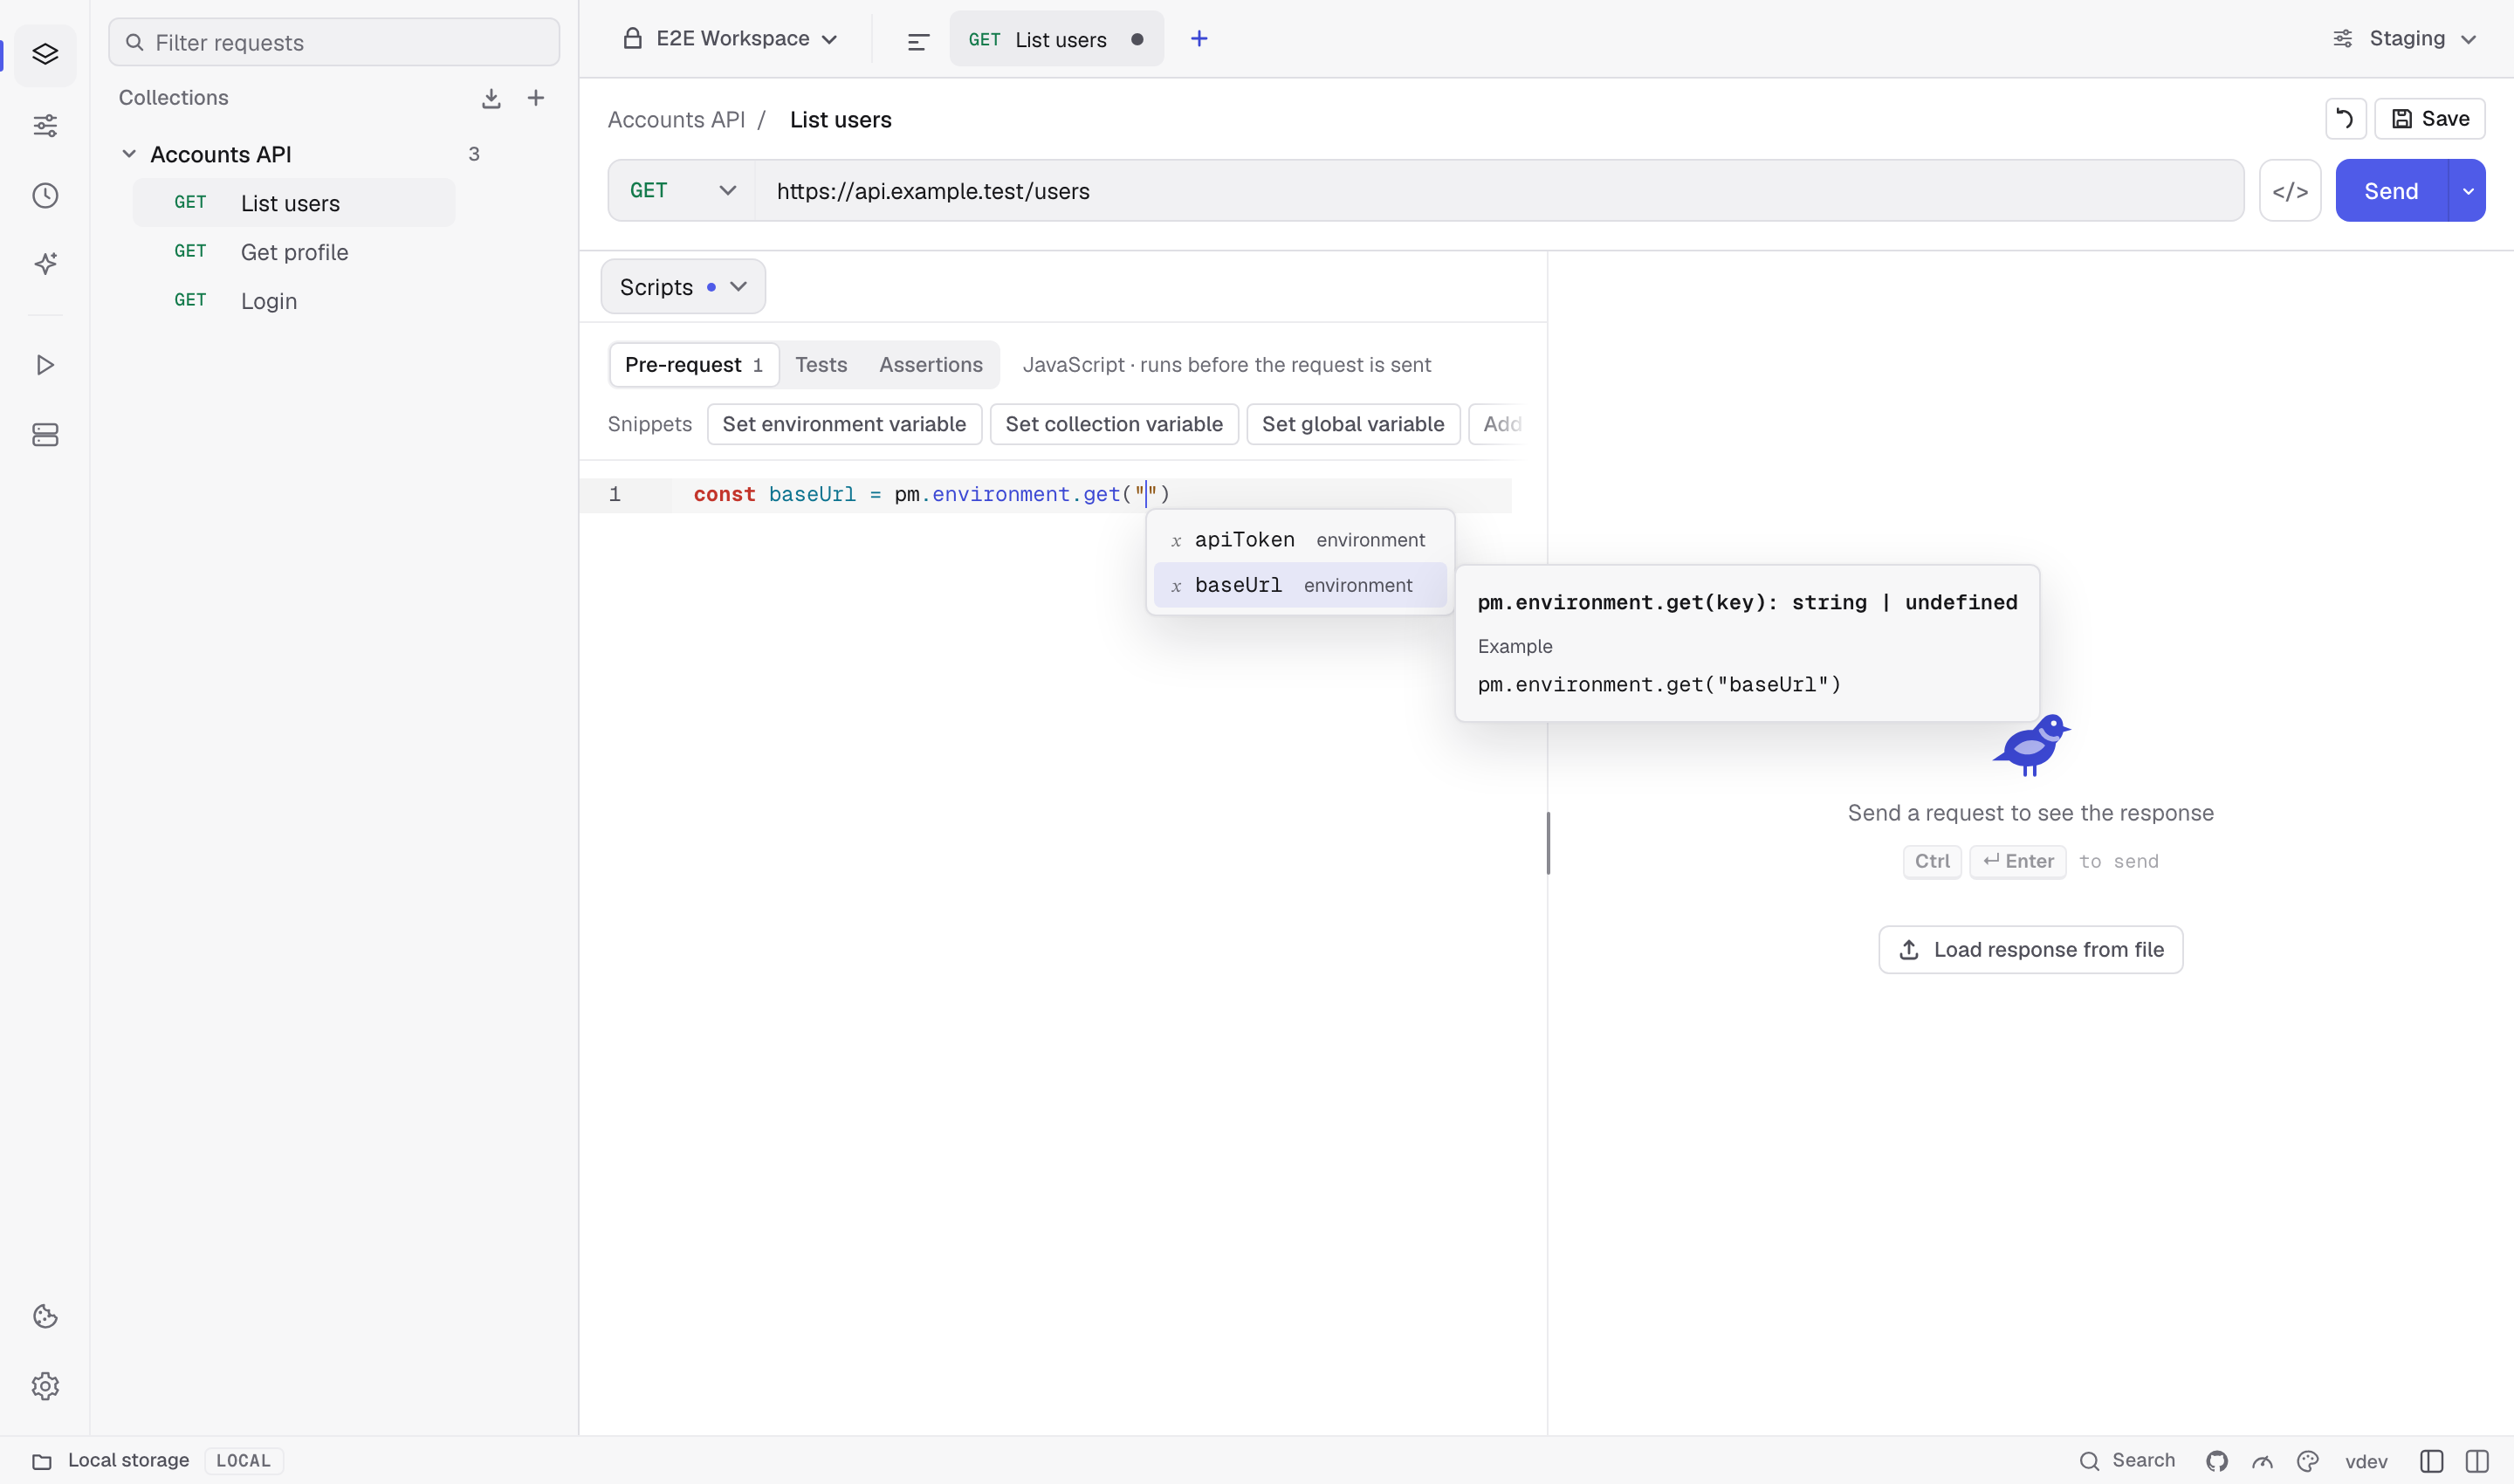 Filter requests
Collections
Accounts API 3
GET List users
GET Get profile
GET Login
E2E Workspace
GET List users
Staging
Accounts API / List users
Save
GET https://api.example.test/users
</> Send
Scripts
Pre-request 1 Tests Assertions JavaScript · runs before the request is sent
Snippets Set environment variable Set collection variable Set global variable Add
1 const baseUrl = pm.environment.get("")
x apiToken environment
x baseUrl environment
pm.environment.get(key): string | undefined
Example
pm.environment.get("baseUrl")
Send a request to see the response
Ctrl Enter to send
Load response from file
Local storage LOCAL
Search vdev